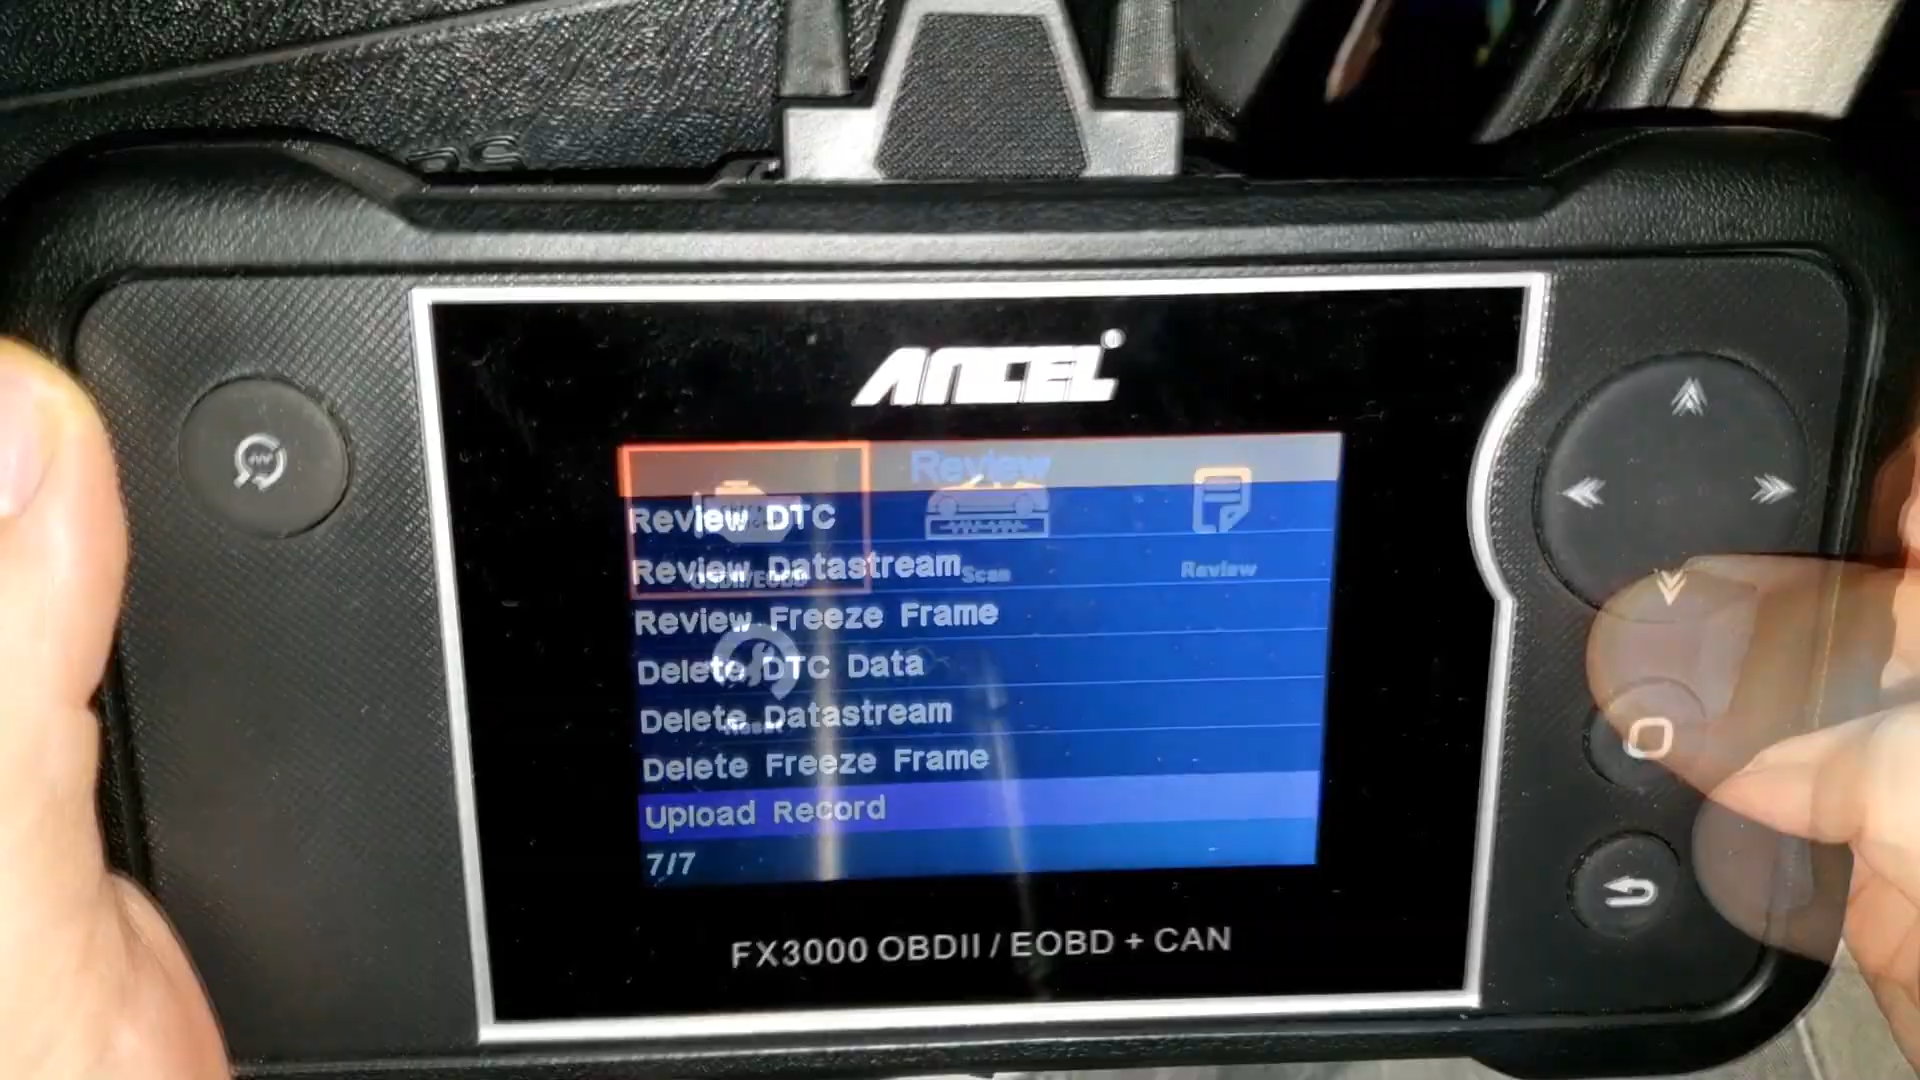 ANCEL
Review
Review DTC
Review Datastream
Scan
Review
Review Freeze Frame
Delete DTC Data
Delete Datastream
Delete Freeze Frame
Upload Record
7/7
FX3000 OBDII / EOBD + CAN